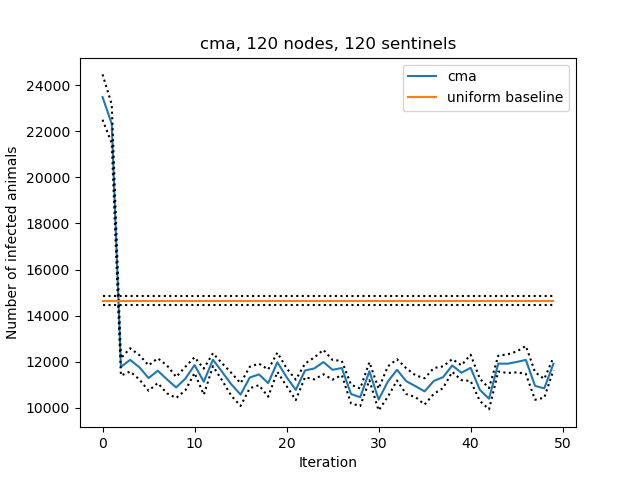 cma, 120 nodes, 120 sentinels
cma
uniform baseline
24000
22000
20000
18000
16000
14000
12000
10000
Number of infected animals
0 10 20 30 40 50
Iteration